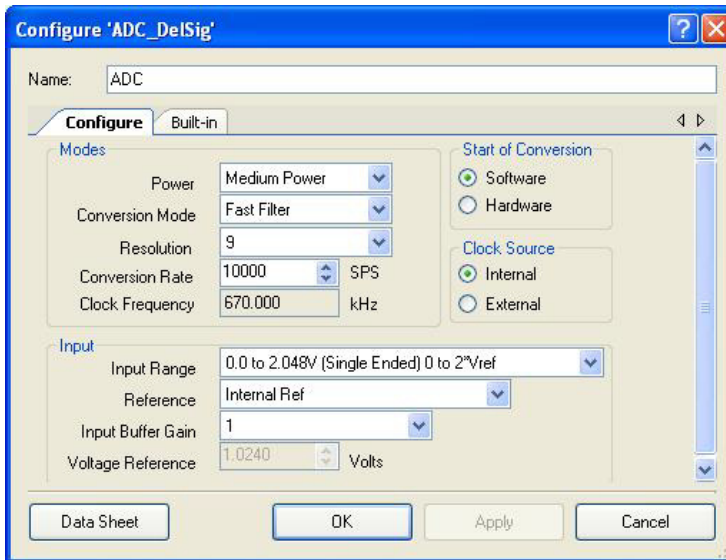 Configure 'ADC_DelSig'
Name: ADC
Configure Built-in
Modes
Power Medium Power
Conversion Mode Fast Filter
Resolution 9
Conversion Rate 10000 SPS
Clock Frequency 670.000 kHz
Start of Conversion
Software
Hardware
Clock Source
Internal
External
Input
Input Range 0.0 to 2.048V (Single Ended) 0 to 2*Vref
Reference Internal Ref
Input Buffer Gain 1
Voltage Reference 1.0240 Volts
Data Sheet OK Apply Cancel